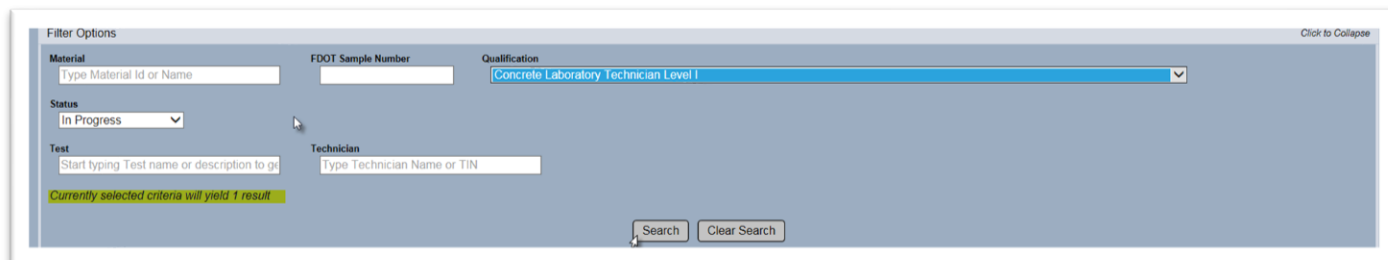 Filter Options Click to Collapse
Material FDOT Sample Number Qualification
Type Material Id or Name Concrete Laboratory Technician Level I
Status
In Progress
Test Technician
Start typing Test name or description to ge Type Technician Name or TIN
Currently selected criteria will yield 1 result
Search Clear Search